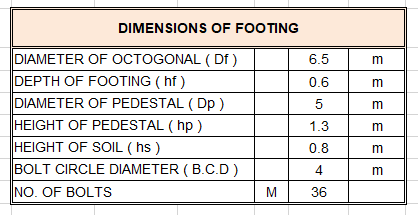 DIMENSIONS OF FOOTING
DIAMETER OF OCTOGONAL ( Df ) 6.5 m
DEPTH OF FOOTING ( hf ) 0.6 m
DIAMETER OF PEDESTAL ( Dp ) 5 m
HEIGHT OF PEDESTAL ( hp ) 1.3 m
HEIGHT OF SOIL ( hs ) 0.8 m
BOLT CIRCLE DIAMETER ( B.C.D ) 4 m
NO. OF BOLTS M 36